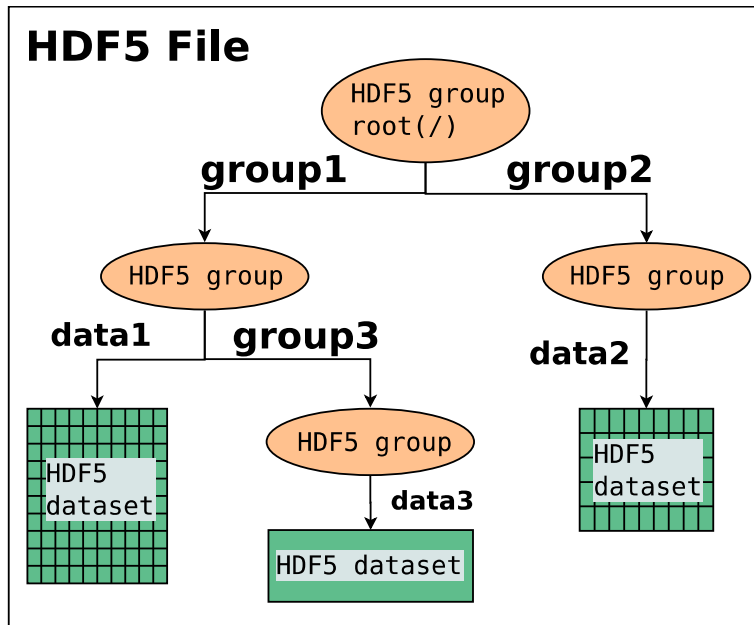 HDF5 File
HDF5 group
root(/)
group1
group2
HDF5 group
HDF5 group
data1
group3
data2
HDF5
dataset
HDF5 group
HDF5
dataset
data3
HDF5 dataset